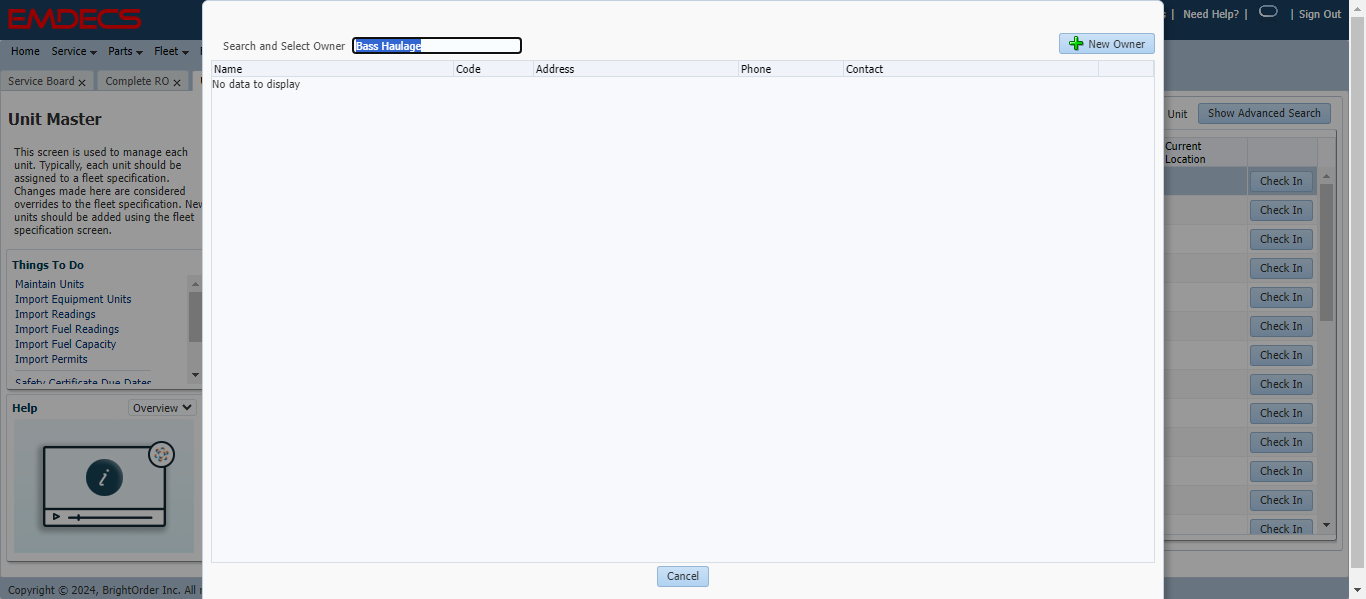 EMDECS
s | Need Help? | | Sign Out
Home Service Parts Fleet
Service Board x Complete RO x
Search and Select Owner Bass Haulage
New Owner
Name Code Address Phone Contact
No data to display
Cancel
Unit Master
This screen is used to manage each
unit. Typically, each unit should be
assigned to a fleet specification.
Changes made here are considered
overrides to the fleet specification. New
units should be added using the fleet
specification screen.
Things To Do
Maintain Units
Import Equipment Units
Import Readings
Import Fuel Readings
Import Fuel Capacity
Import Permits
Safety Certificate Due Dates
Help Overview
i
Unit Show Advanced Search
Current
Location
Check In
Check In
Check In
Check In
Check In
Check In
Check In
Check In
Check In
Check In
Check In
Check In
Check In
Copyright © 2024, BrightOrder Inc. All r